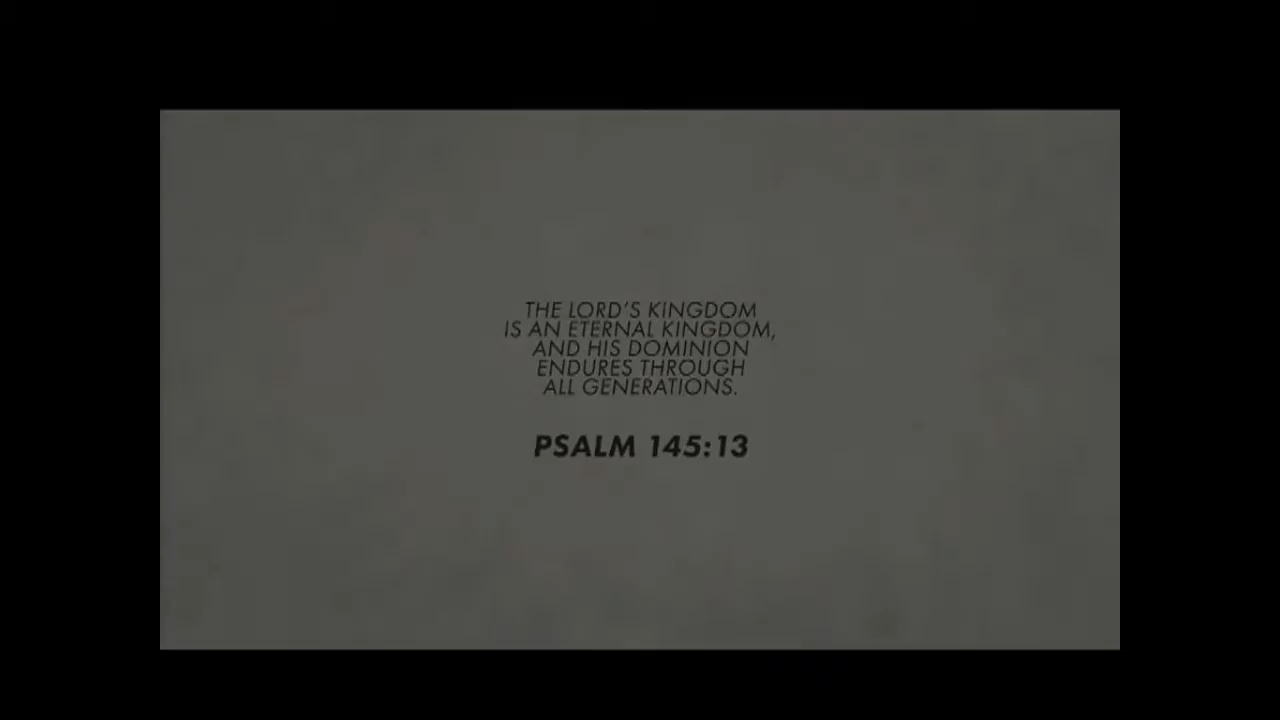 THE LORD'S KINGDOM
IS AN ETERNAL KINGDOM,
AND HIS DOMINION
ENDURES THROUGH
ALL GENERATIONS.
PSALM 145:13